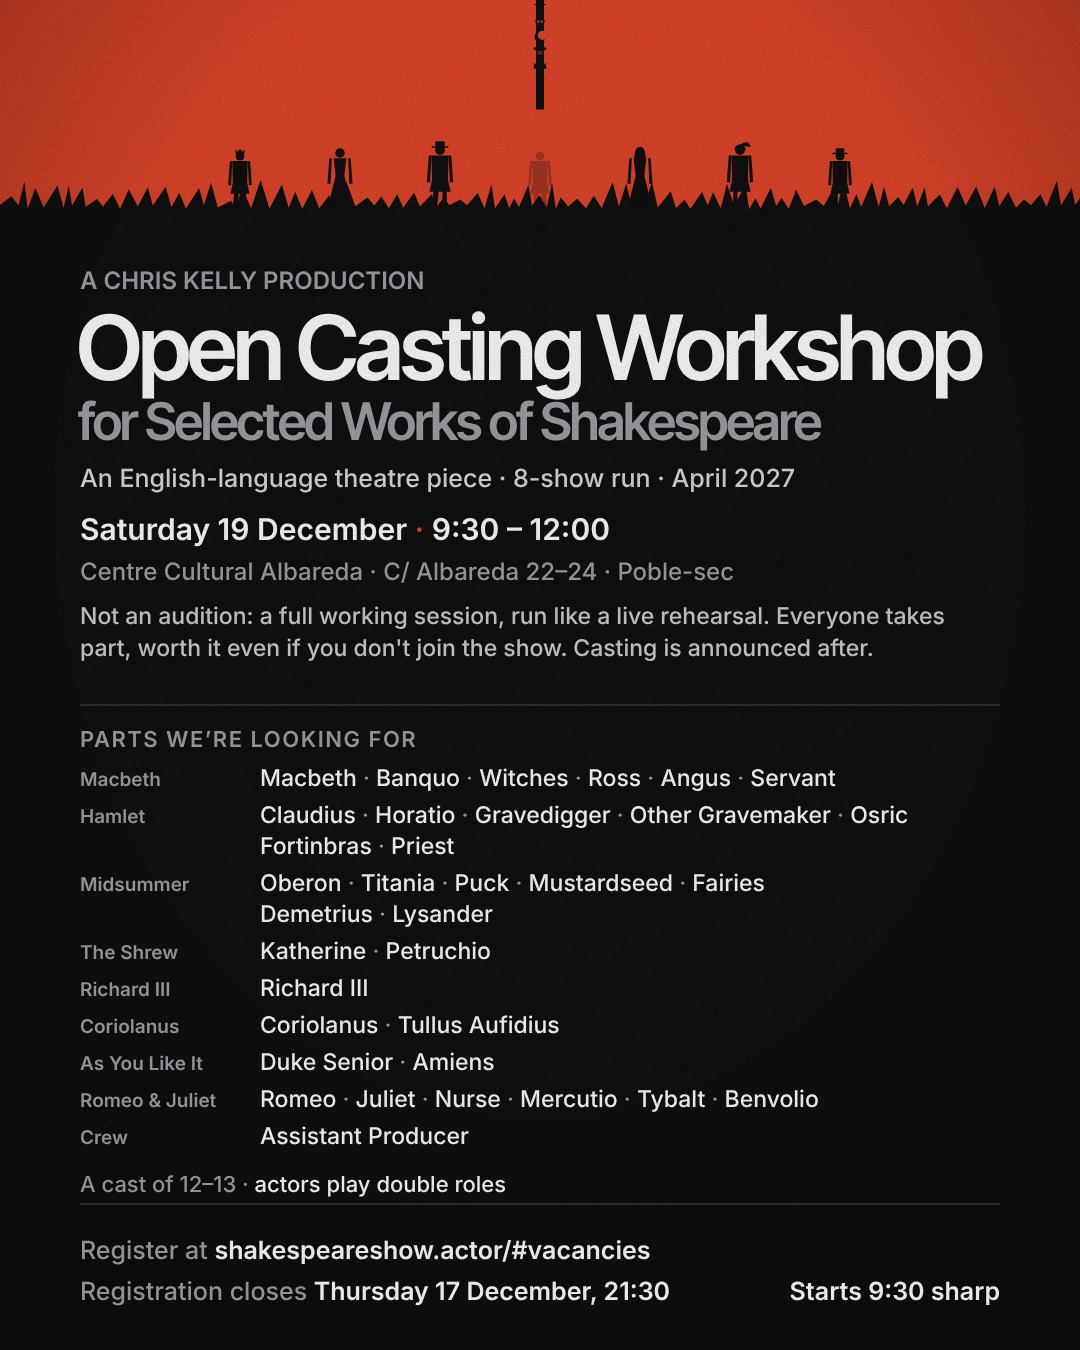 A CHRIS KELLY PRODUCTION
Open Casting Workshop
for Selected Works of Shakespeare
An English-language theatre piece · 8-show run · April 2027
Saturday 19 December · 9:30 – 12:00
Centre Cultural Albareda · C/ Albareda 22–24 · Poble-sec
Not an audition: a full working session, run like a live rehearsal. Everyone takes
part, worth it even if you don't join the show. Casting is announced after.
PARTS WE’RE LOOKING FOR
Macbeth Macbeth · Banquo · Witches · Ross · Angus · Servant
Hamlet Claudius · Horatio · Gravedigger · Other Gravemaker · Osric
Fortinbras · Priest
Midsummer Oberon · Titania · Puck · Mustardseed · Fairies
Demetrius · Lysander
The Shrew Katherine · Petruchio
Richard III Richard III
Coriolanus Coriolanus · Tullus Aufidius
As You Like It Duke Senior · Amiens
Romeo & Juliet Romeo · Juliet · Nurse · Mercutio · Tybalt · Benvolio
Crew Assistant Producer
A cast of 12–13 · actors play double roles
Register at shakespeareshow.actor/#vacancies
Registration closes Thursday 17 December, 21:30 Starts 9:30 sharp